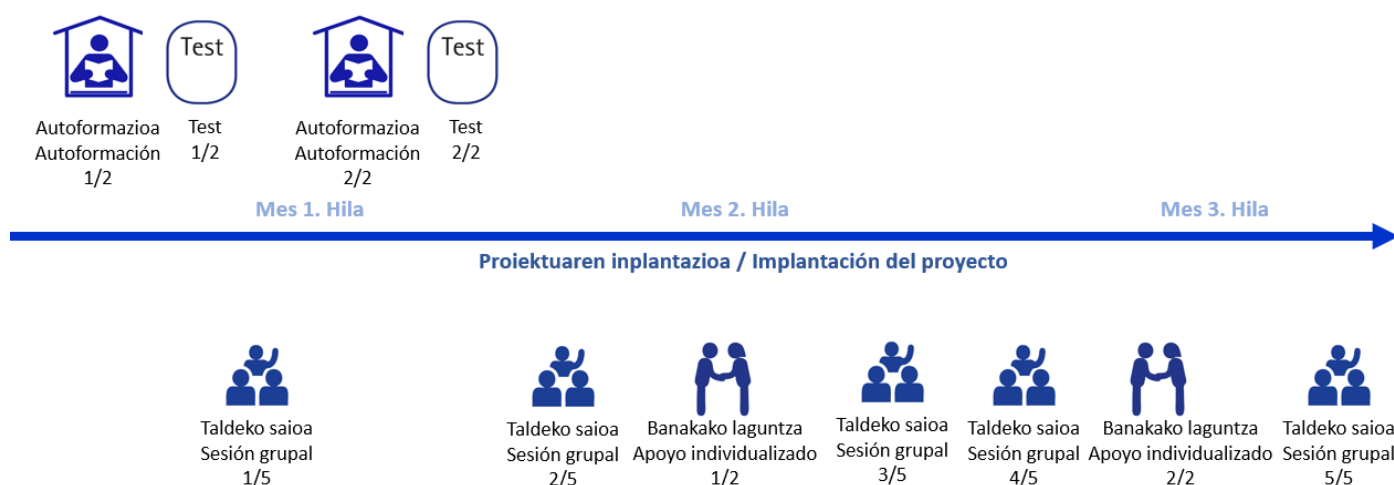 Test
Test
Autoformazioa
Autoformación
1/2
Test
1/2
Autoformazioa
Autoformación
2/2
Test
2/2
Mes 1. Hila
Mes 2. Hila
Mes 3. Hila
Proiektuaren inplantazioa / Implantación del proyecto
Taldeko saioa
Sesión grupal
1/5
Taldeko saioa
Sesión grupal
2/5
Banakako laguntza
Apoyo individualizado
1/2
Taldeko saioa
Sesión grupal
3/5
Taldeko saioa
Sesión grupal
4/5
Banakako laguntza
Apoyo individualizado
2/2
Taldeko saioa
Sesión grupal
5/5